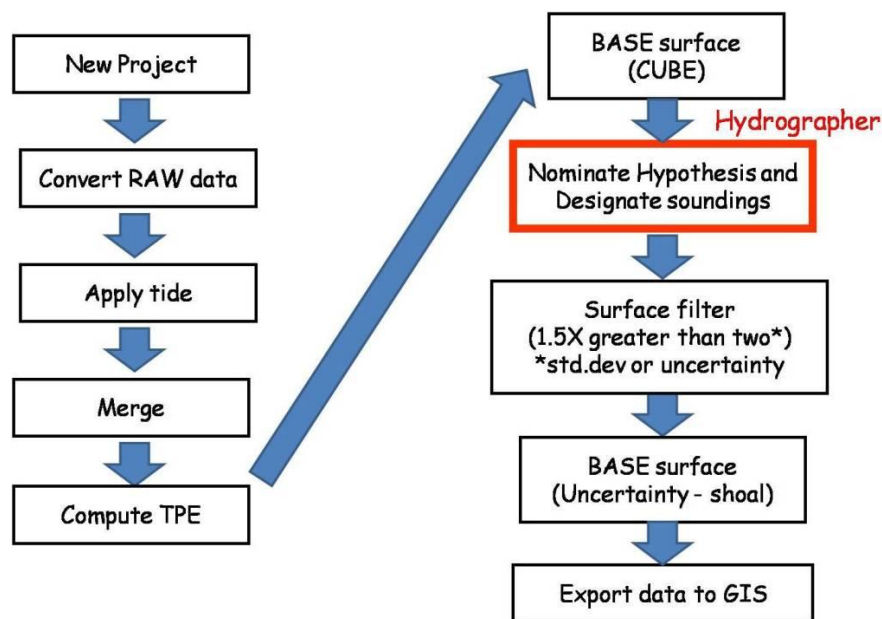 New Project
Convert RAW data
Apply tide
Merge
Compute TPE
BASE surface
(CUBE)
Hydrographer
Nominate Hypothesis and
Designate soundings
Surface filter
(1.5X greater than two*)
*std.dev or uncertainty
BASE surface
(Uncertainty - shoal)
Export data to GIS